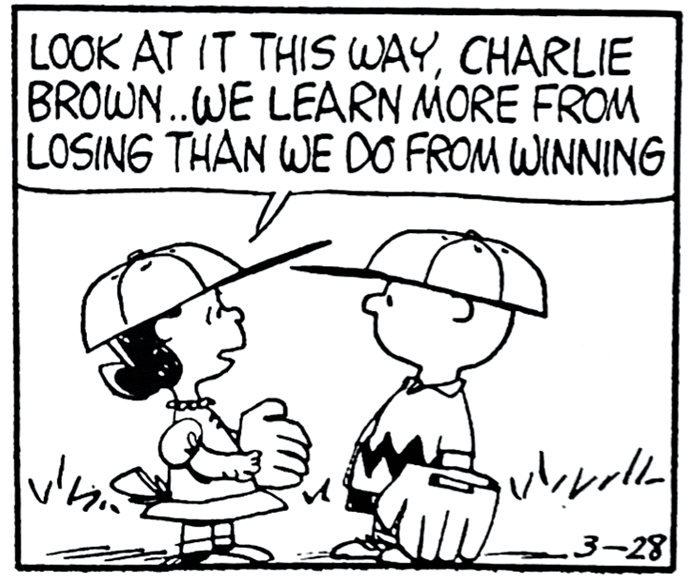 LOOK AT IT THIS WAY, CHARLIE
BROWN..WE LEARN MORE FROM
LOSING THAN WE DO FROM WINNING
3-28